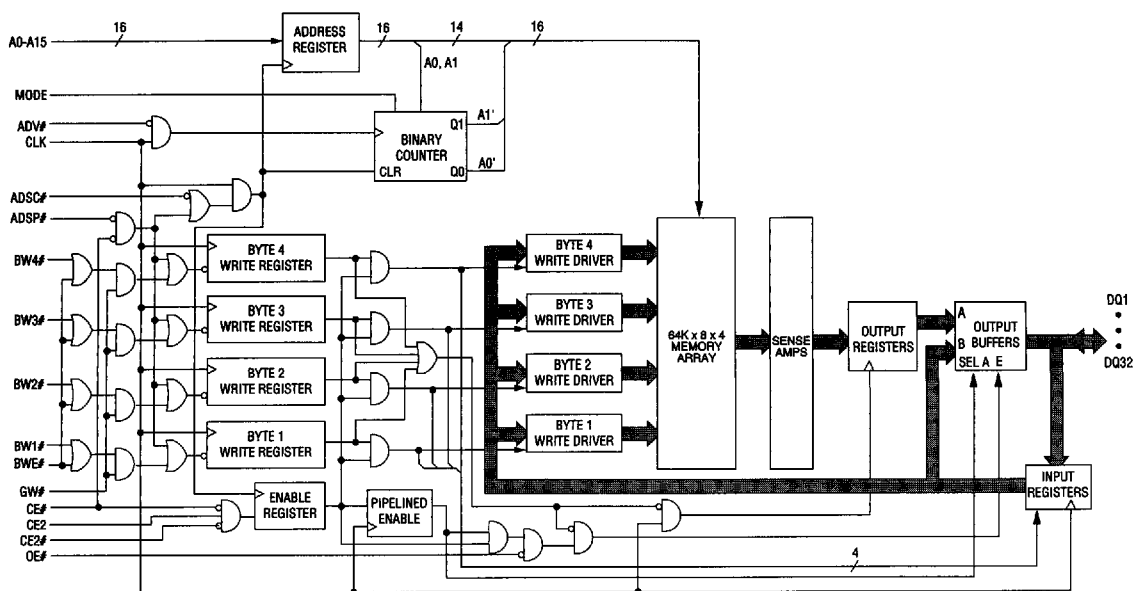 16
ADDRESS
REGISTER
16
14
16
A0-A15
A0, A1
MODE
ADV#
CLK
BINARY
COUNTER
Q1
Q0
CLR
A1'
A0'
ADSC#
ADSP#
BW4#
BYTE 4
WRITE REGISTER
BYTE 4
WRITE DRIVER
BW3#
BYTE 3
WRITE REGISTER
BYTE 3
WRITE DRIVER
BW2#
BYTE 2
WRITE REGISTER
BYTE 2
WRITE DRIVER
BW1#
BWE#
BYTE 1
WRITE REGISTER
BYTE 1
WRITE DRIVER
64K x 8 x 4
MEMORY
ARRAY
SENSE
AMPS
OUTPUT
REGISTERS
A
B
OUTPUT
BUFFERS
SEL A E
DQ1
DQ32
GW#
CE#
CE2
CE2#
OE#
ENABLE
REGISTER
PIPELINED
ENABLE
INPUT
REGISTERS
4